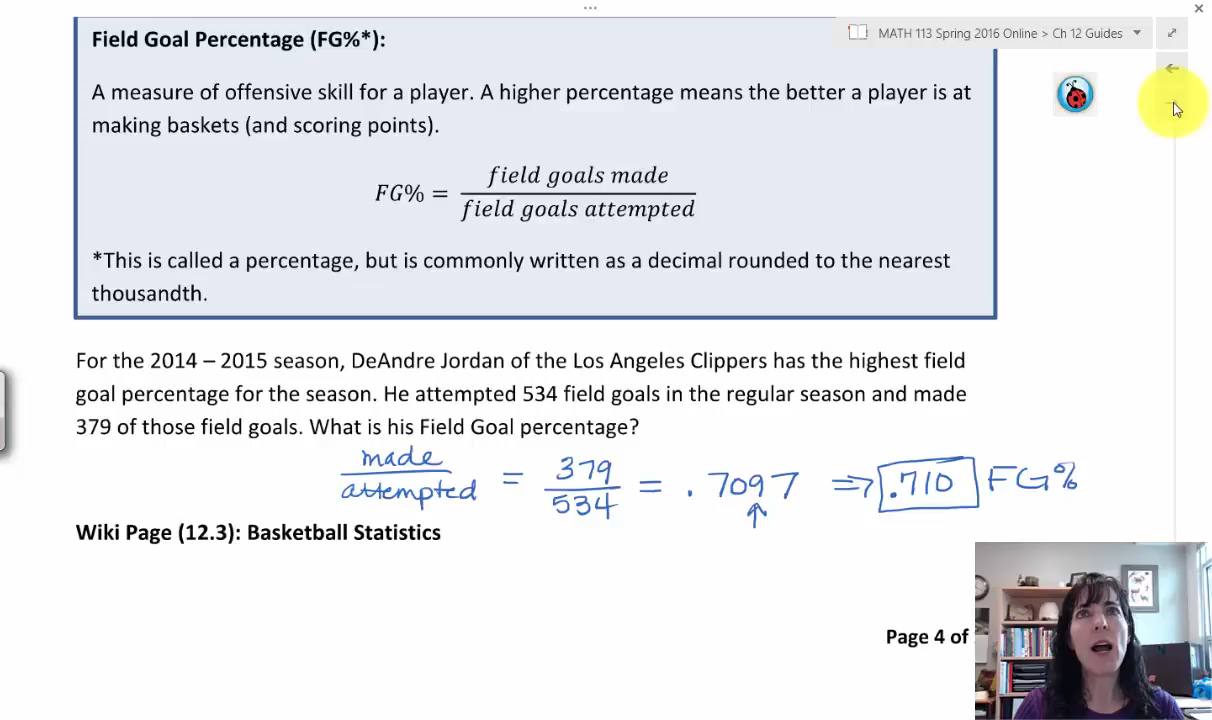 MATH 113 Spring 2016 Online > Ch 12 Guides
Field Goal Percentage (FG%*):
A measure of offensive skill for a player. A higher percentage means the better a player is at
making baskets (and scoring points).
FG% = field goals made / field goals attempted
*This is called a percentage, but is commonly written as a decimal rounded to the nearest
thousandth.
For the 2014 – 2015 season, DeAndre Jordan of the Los Angeles Clippers has the highest field
goal percentage for the season. He attempted 534 field goals in the regular season and made
379 of those field goals. What is his Field Goal percentage?
made / attempted = 379 / 534 = .7097 ⇒ .710 FG%
Wiki Page (12.3): Basketball Statistics
Page 4 of